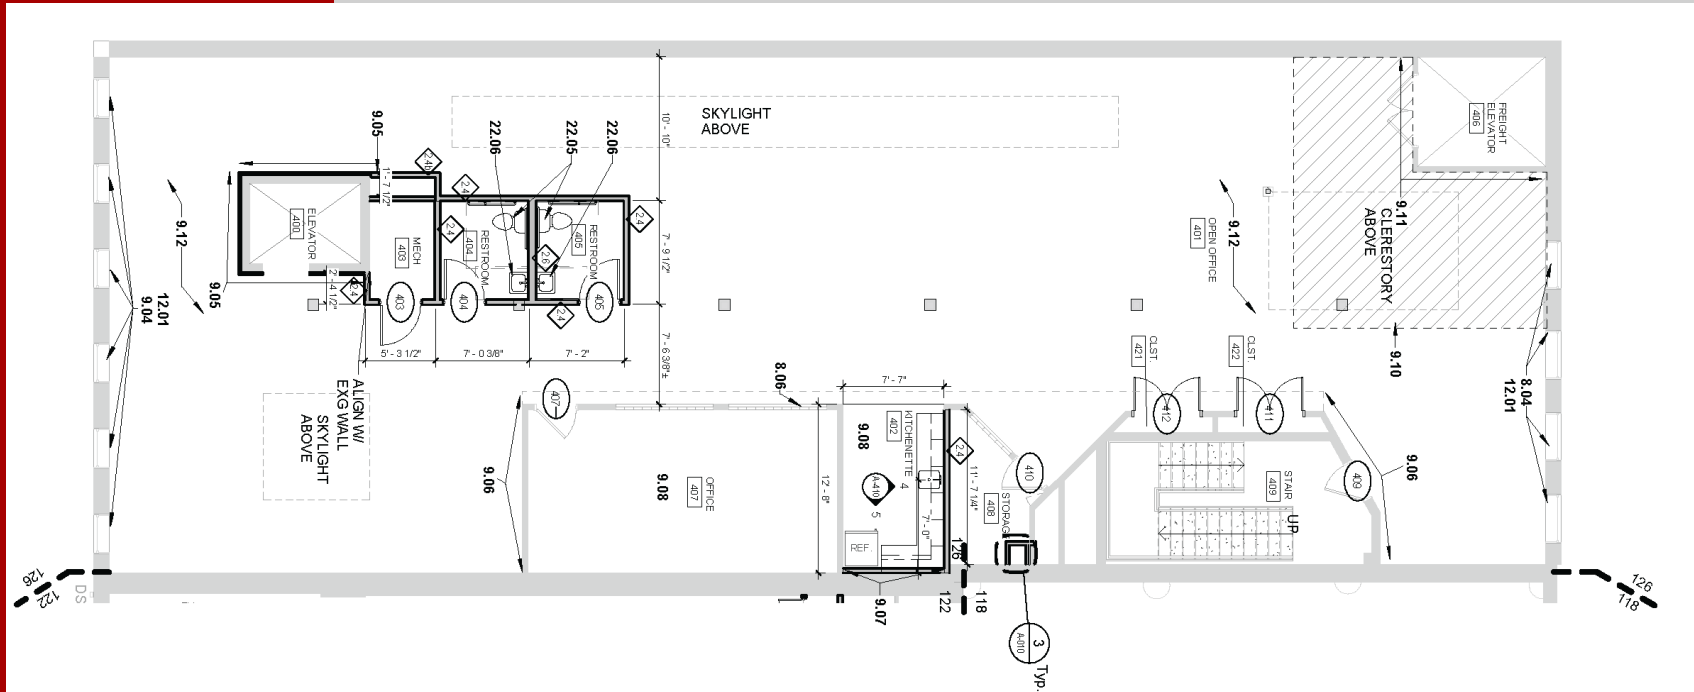 SKYLIGHT
ABOVE
10' - 10"
9.05
22.06
22.05
22.06
2.4b
1' - 7 1/2"
2.4
2.4
2.4
2.6
2.4
2.4
ELEVATOR
400
MECH
403
RESTROOM
404
RESTROOM
405
7' - 9 1/2"
9.12
9.05
2' - 4 1/2"
403
404
405
12.01
9.04
5' - 3 1/2"
7' - 0 3/8"
7' - 2"
7' - 6 3/8"±
ALIGN W/
EXG WALL
SKYLIGHT
ABOVE
407
8.06
7' - 7"
9.06
9.08
OFFICE
407
12' - 8"
KITCHENETTE
402
9.08
4
A-410
5
REF.
7' - 0"
2.4
11' - 7 1/4"
9.07
STORAGE
408
410
OPEN OFFICE
401
9.12
FREIGHT
ELEVATOR
406
9.11
CLERESTORY
ABOVE
9.10
CLST.
421
CLST.
422
412
411
409
STAIR
409
UP
9.06
8.04
12.01
126
122
DS
126
122
118
3
A-010
Typ.
126
118